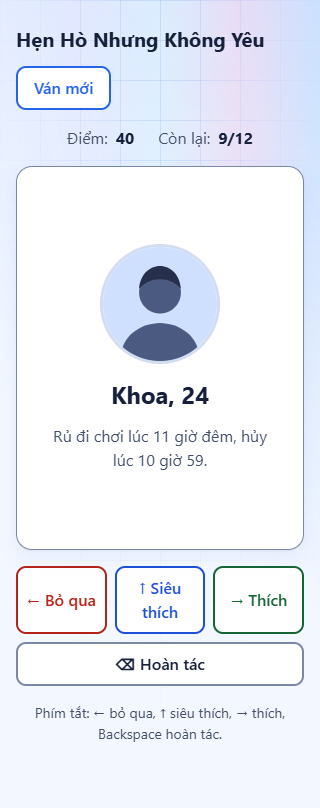 Hẹn Hò Nhưng Không Yêu
Ván mới
Điểm: 40 Còn lại: 9/12
Khoa, 24
Rủ đi chơi lúc 11 giờ đêm, hủy
lúc 10 giờ 59.
← Bỏ qua
↑ Siêu
thích
→ Thích
⌫ Hoàn tác
Phím tắt: ← bỏ qua, ↑ siêu thích, → thích,
Backspace hoàn tác.